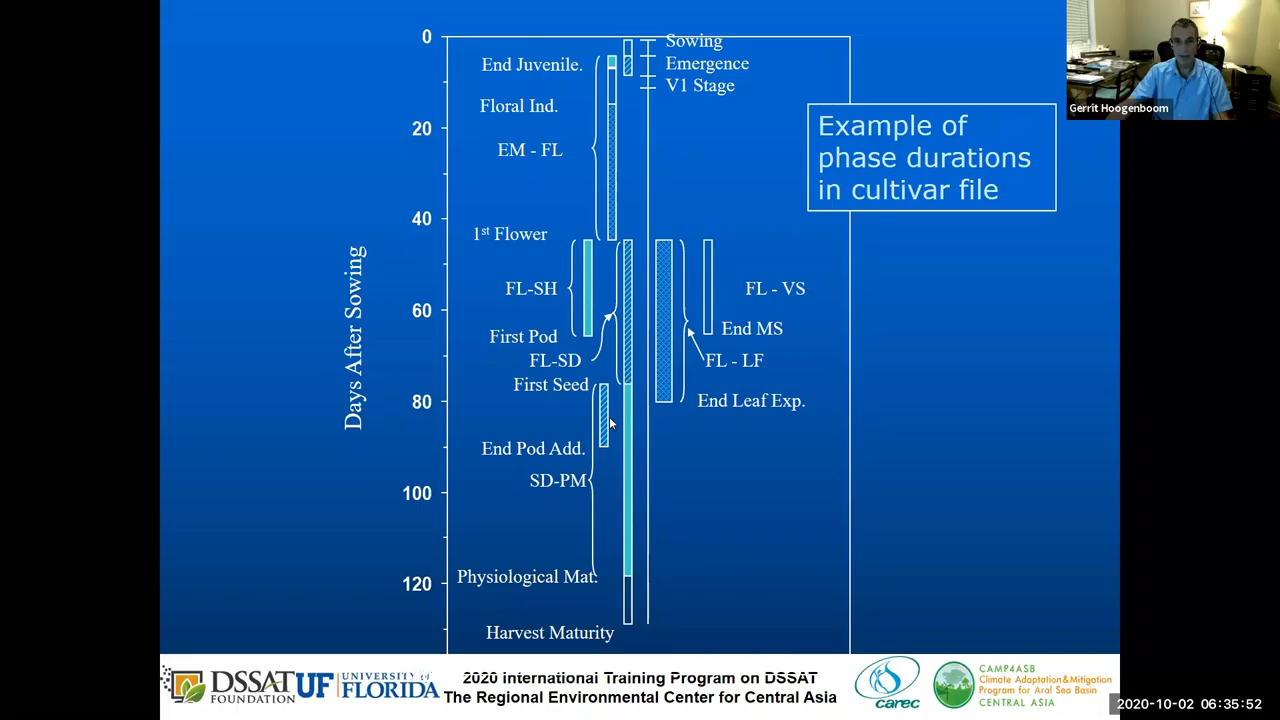 0
20
40
60
80
100
120
Days After Sowing
Sowing
End Juvenile.
Emergence
V1 Stage
Floral Ind.
EM - FL
1st Flower
FL-SH
FL - VS
First Pod
End MS
FL-SD
FL - LF
First Seed
End Leaf Exp.
End Pod Add.
SD-PM
Physiological Mat.
Harvest Maturity
Example of
phase durations
in cultivar file
Gerrit Hoogenboom
DSSAT
FOUNDATION
UF UNIVERSITY of
FLORIDA
2020 International Training Program on DSSAT
The Regional Environmental Center for Central Asia
carec
CAMP4ASB
Climate Adaptation & Mitigation
Program for Aral Sea Basin
CENTRAL ASIA
2020-10-02 06:35:52